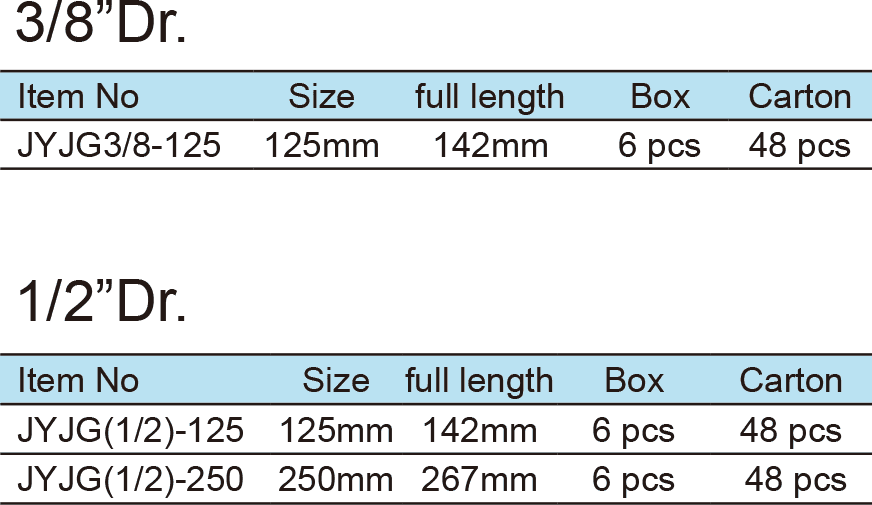 3/8”Dr.
Item No Size full length Box Carton
JYJG3/8-125 125mm 142mm 6 pcs 48 pcs
1/2”Dr.
Item No Size full length Box Carton
JYJG(1/2)-125 125mm 142mm 6 pcs 48 pcs
JYJG(1/2)-250 250mm 267mm 6 pcs 48 pcs